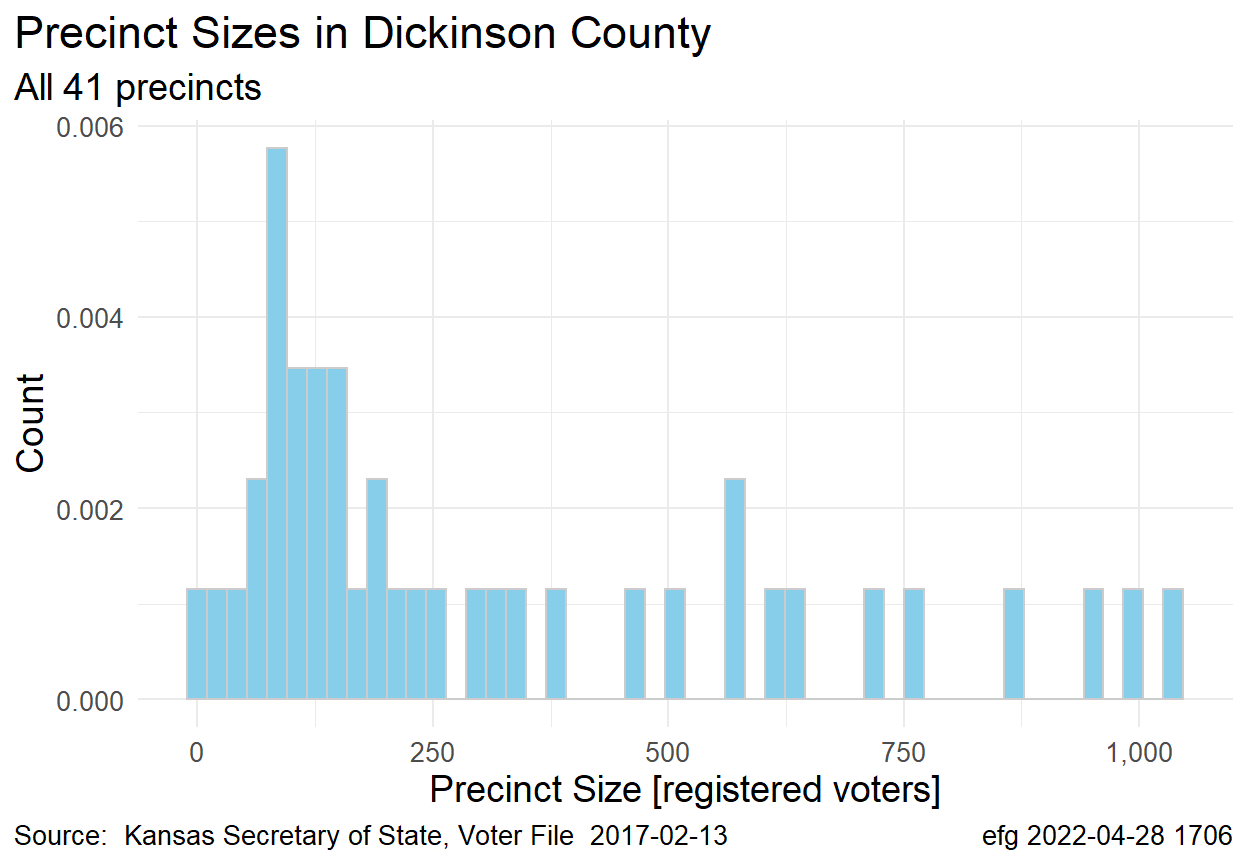 Precinct Sizes in Dickinson County
All 41 precincts
0.006
0.004
0.002
0.000
Count
0 250 500 750 1,000
Precinct Size [registered voters]
Source:  Kansas Secretary of State, Voter File  2017-02-13 efg 2022-04-28 1706